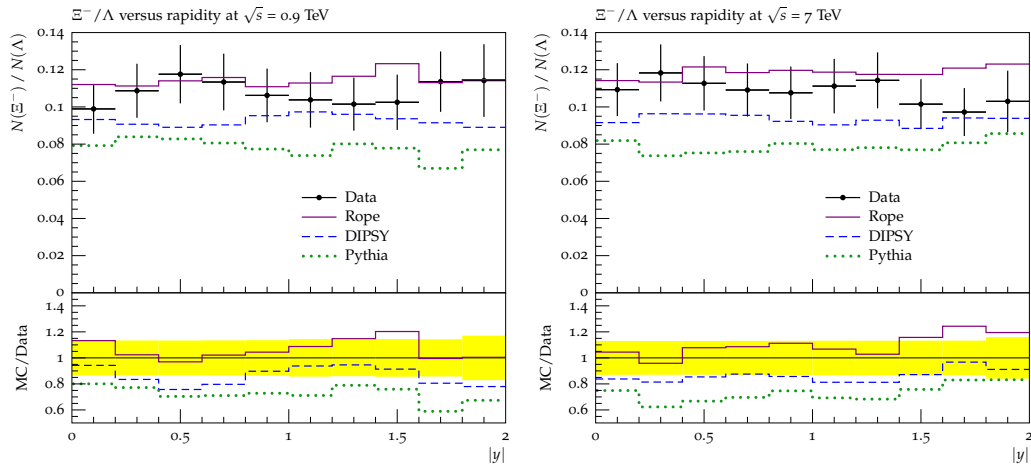 Ξ⁻/Λ versus rapidity at √s = 0.9 TeV
N(Ξ⁻) / N(Λ)
0.14
0.12
0.1
0.08
0.06
0.04
0.02
0
Data
Rope
DIPSY
Pythia
MC/Data
1.4
1.2
1
0.8
0.6
0
0.5
1
1.5
2
|y|
Ξ⁻/Λ versus rapidity at √s = 7 TeV
N(Ξ⁻) / N(Λ)
0.14
0.12
0.1
0.08
0.06
0.04
0.02
0
Data
Rope
DIPSY
Pythia
MC/Data
1.4
1.2
1
0.8
0.6
0
0.5
1
1.5
2
|y|